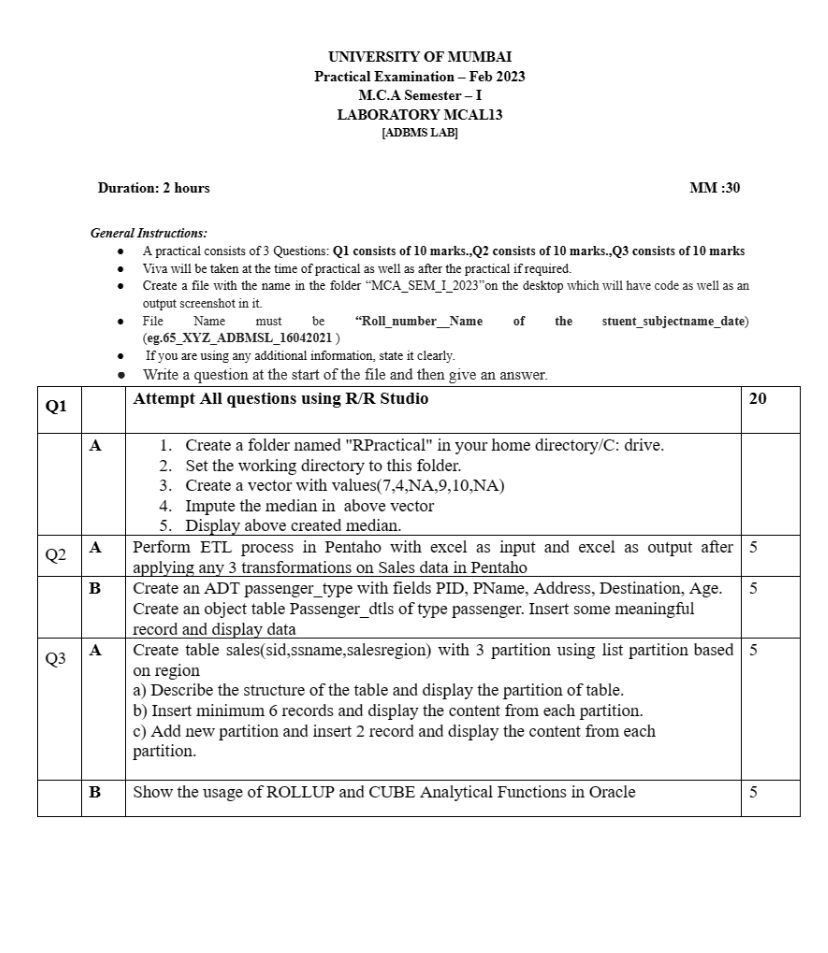 UNIVERSITY OF MUMBAI
Practical Examination – Feb 2023
M.C.A Semester – I
LABORATORY MCAL13
[ADBMS LAB]
Duration: 2 hours MM :30
General Instructions:
• A practical consists of 3 Questions: Q1 consists of 10 marks.,Q2 consists of 10 marks.,Q3 consists of 10 marks
• Viva will be taken at the time of practical as well as after the practical if required.
• Create a file with the name in the folder “MCA_SEM_I_2023”on the desktop which will have code as well as an
output screenshot in it.
• File Name must be “Roll_number__Name of the stuent_subjectname_date)
(eg.65_XYZ_ADBMSL_16042021 )
• If you are using any additional information, state it clearly.
• Write a question at the start of the file and then give an answer.
Q1 Attempt All questions using R/R Studio 20
A 1. Create a folder named "RPractical" in your home directory/C: drive.
2. Set the working directory to this folder.
3. Create a vector with values(7,4,NA,9,10,NA)
4. Impute the median in above vector
5. Display above created median.
Q2 A Perform ETL process in Pentaho with excel as input and excel as output after 5
applying any 3 transformations on Sales data in Pentaho
B Create an ADT passenger_type with fields PID, PName, Address, Destination, Age. 5
Create an object table Passenger_dtls of type passenger. Insert some meaningful
record and display data
Q3 A Create table sales(sid,ssname,salesregion) with 3 partition using list partition based 5
on region
a) Describe the structure of the table and display the partition of table.
b) Insert minimum 6 records and display the content from each partition.
c) Add new partition and insert 2 record and display the content from each
partition.
B Show the usage of ROLLUP and CUBE Analytical Functions in Oracle 5